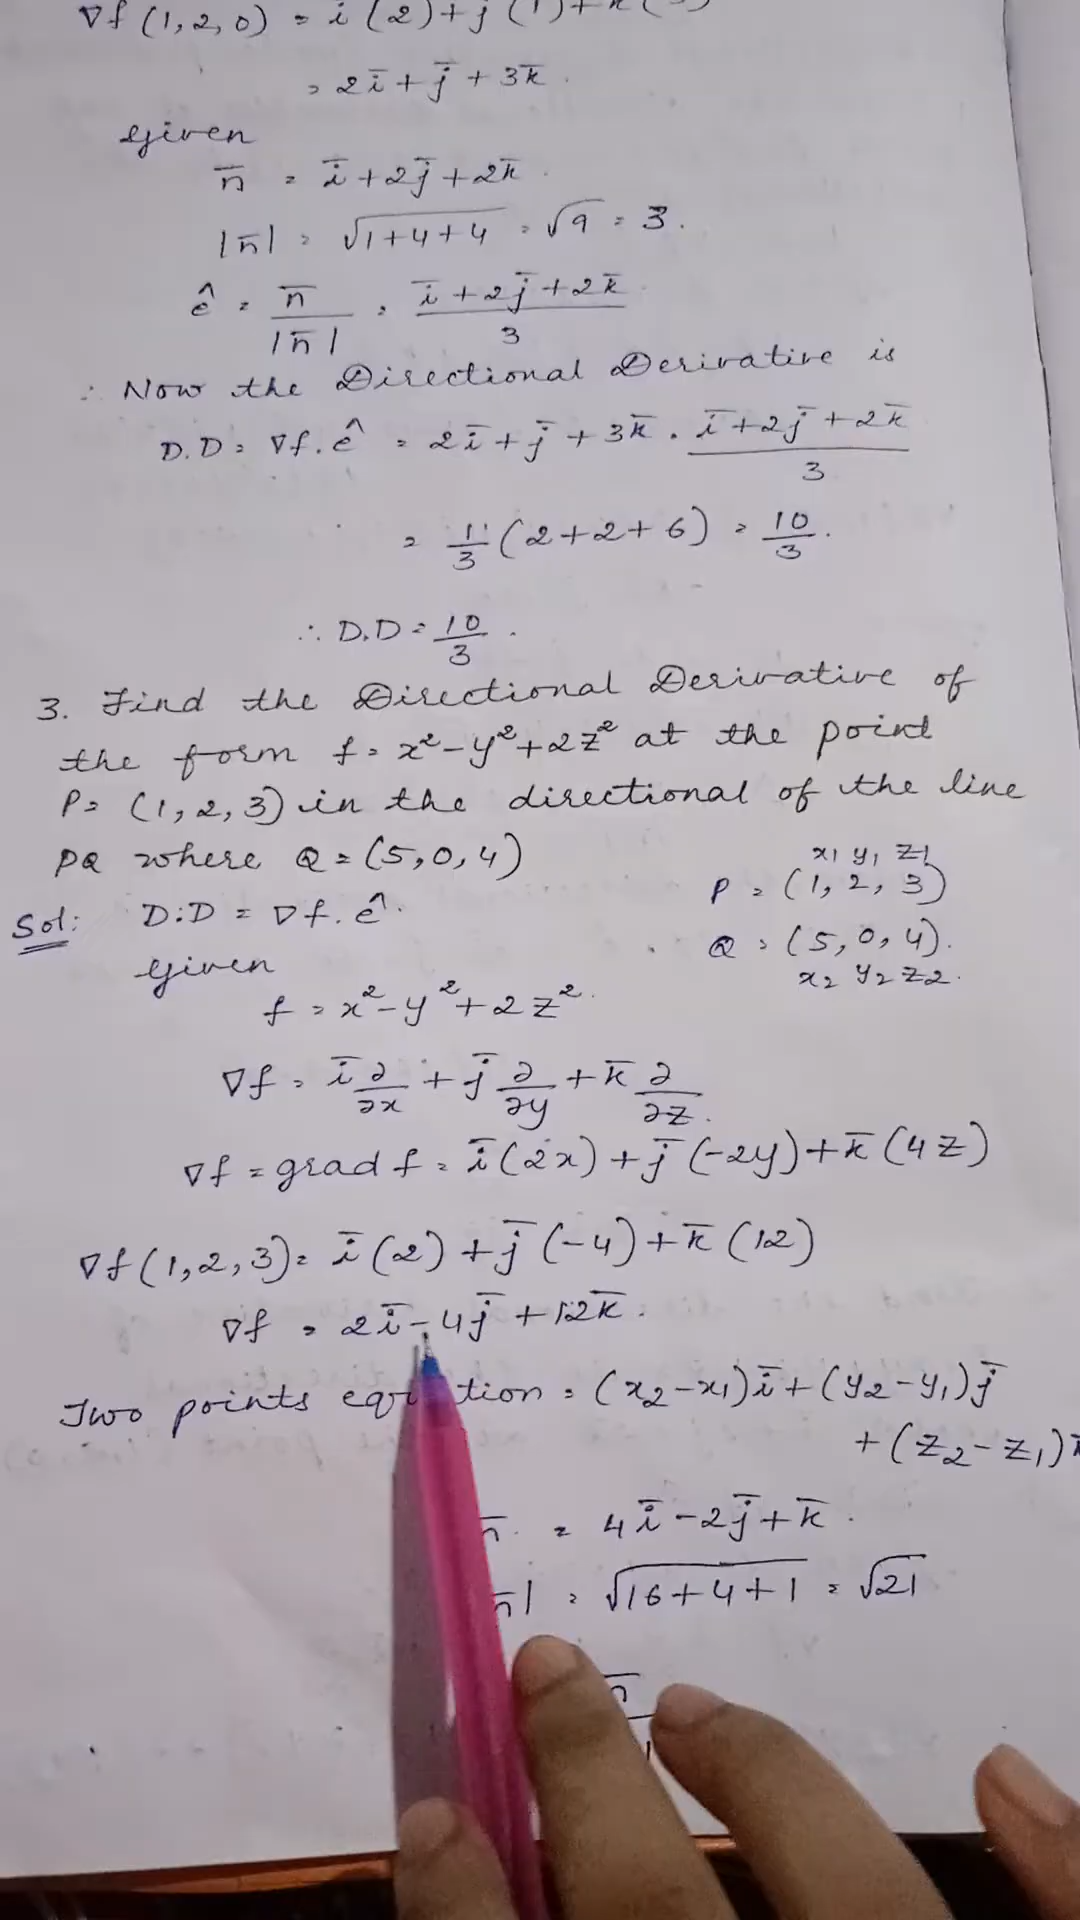 ∇f (1, 2, 0) = i̅ (2) + j̅ (1) + k̅
= 2i̅ + j̅ + 3k̅.
Given
n̅ = i̅ + 2j̅ + 2k̅.
|n̅| = √1+4+4 = √9 = 3.
ê = n̅/|n̅| = i̅ + 2j̅ + 2k̅/3
∴ Now the Directional Derivative is
D.D = ∇f. ê = 2i̅ + j̅ + 3k̅ . i̅ + 2j̅ + 2k̅/3
= 1/3 (2+2+6) = 10/3.
∴ D.D = 10/3.
3. Find the Directional Derivative of
the form f = x² - y² + 2z² at the point
P = (1, 2, 3) in the directional of the line
PQ where Q = (5, 0, 4)
x₁ y₁ z₁
P = (1, 2, 3)
Q = (5, 0, 4).
x₂ y₂ z₂.
Sol: D.D = ∇f. ê.
Given
f = x² - y² + 2z².
∇f = i̅ ∂/∂x + j̅ ∂/∂y + k̅ ∂/∂z.
∇f = grad f = i̅ (2x) + j̅ (-2y) + k̅ (4z)
∇f (1, 2, 3) = i̅ (2) + j̅ (-4) + k̅ (12)
∇f = 2i̅ - 4j̅ + 12k̅.
Two points equation = (x₂-x₁)i̅ + (y₂-y₁)j̅
+ (z₂-z₁)
n̅ = 4i̅ - 2j̅ + k̅.
n̅| = √16+4+1 = √21
n̅